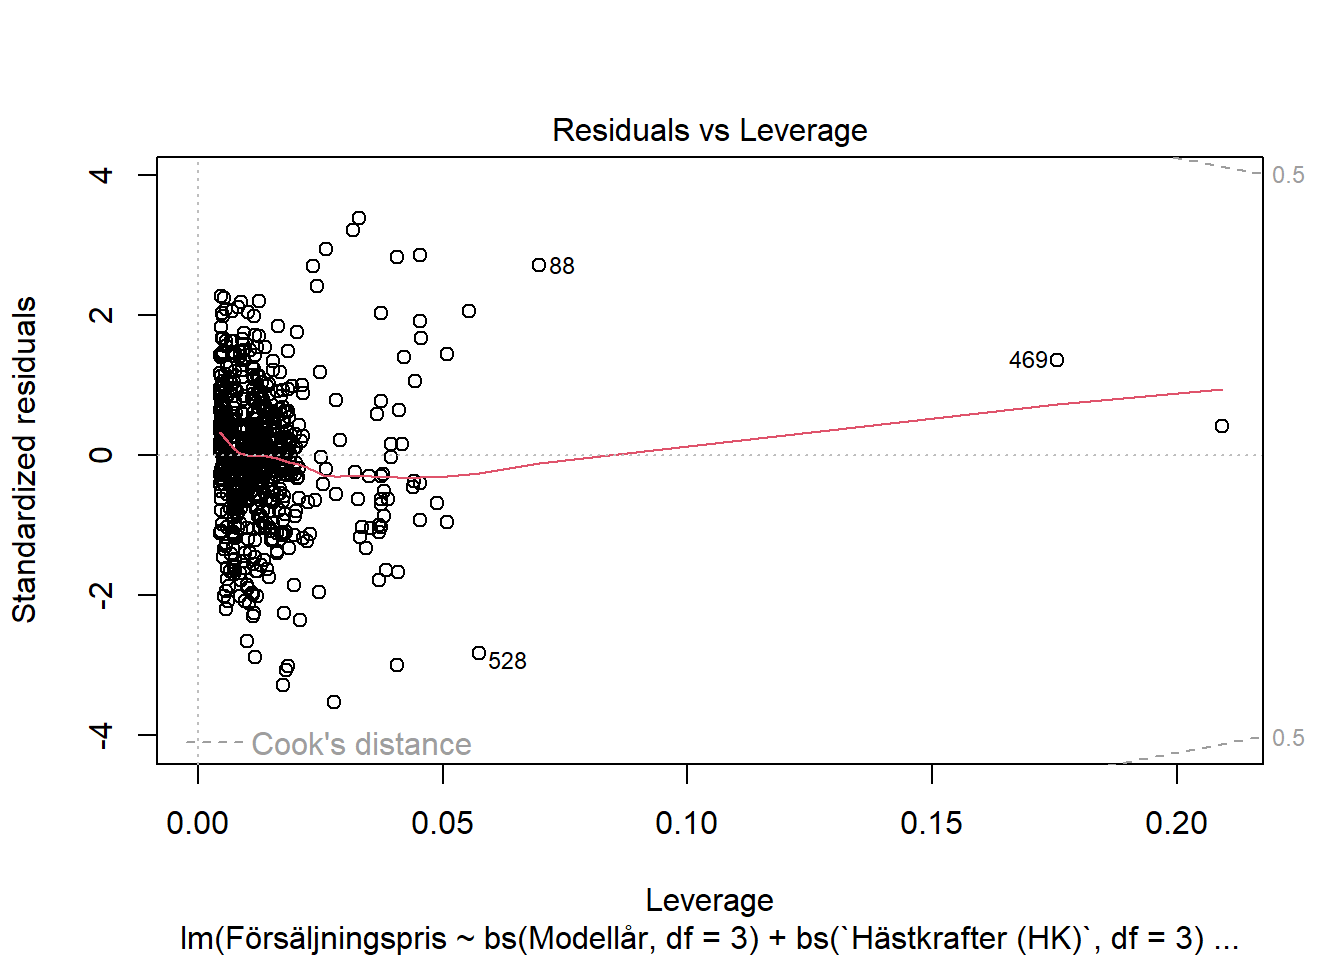 Residuals vs Leverage
Standardized residuals
4
2
0
-2
-4
0.5
0.5
88
469
528
Cook's distance
0.00 0.05 0.10 0.15 0.20
Leverage
lm(Försäljningspris ~ bs(Modellår, df = 3) + bs(`Hästkrafter (HK)`, df = 3) ...